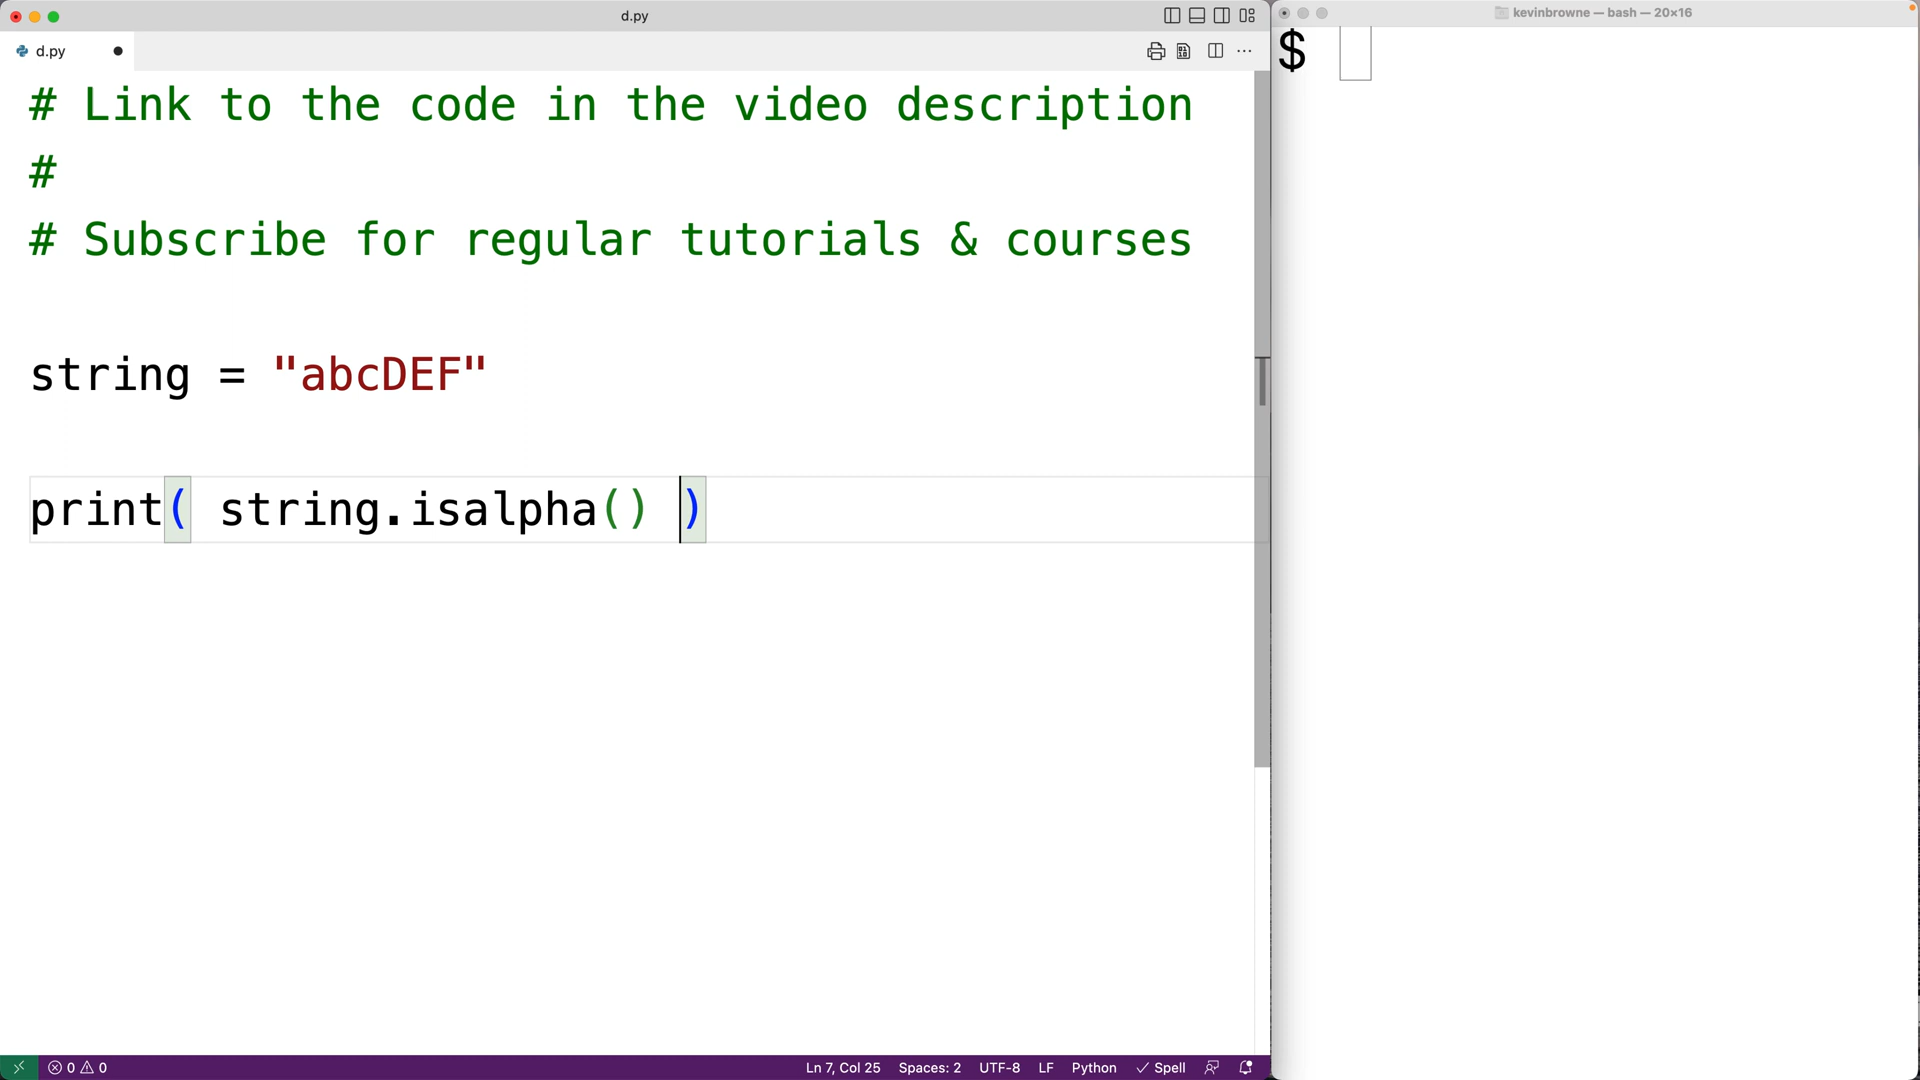 d.py
kevinbrowne — bash — 20×16
d.py
$
# Link to the code in the video description
#
# Subscribe for regular tutorials & courses
string = "abcDEF"
print( string.isalpha() )
0 0
Ln 7, Col 25 Spaces: 2 UTF-8 LF Python Spell